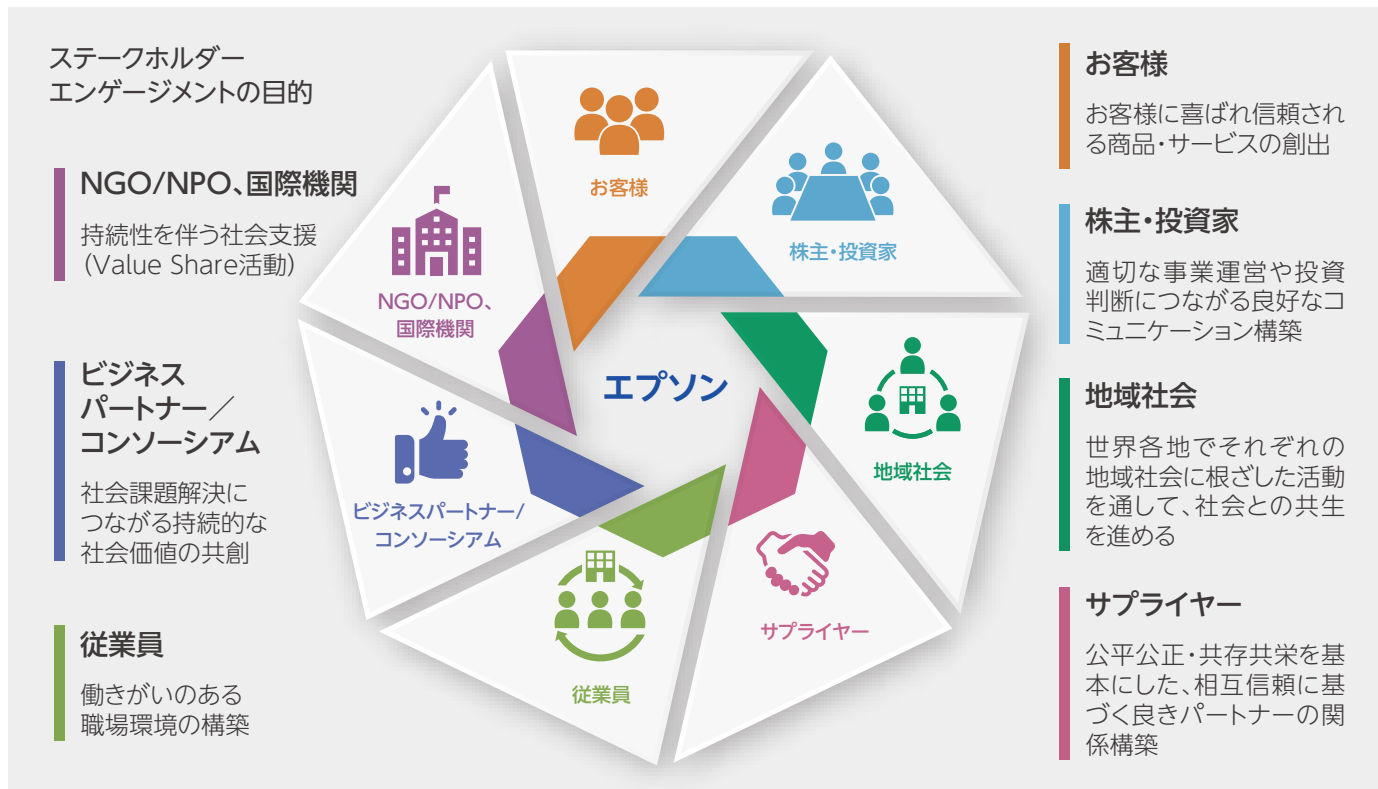 ステークホルダー
エンゲージメントの目的
NGO/NPO、国際機関
持続性を伴う社会支援
（Value Share活動）
ビジネス
パートナー／
コンソーシアム
社会課題解決に
つながる持続的な
社会価値の共創
従業員
働きがいのある
職場環境の構築
お客様
株主・投資家
NGO/NPO、
国際機関
エプソン
地域社会
ビジネスパートナー/
コンソーシアム
サプライヤー
従業員
お客様
お客様に喜ばれ信頼され
る商品・サービスの創出
株主・投資家
適切な事業運営や投資
判断につながる良好なコ
ミュニケーション構築
地域社会
世界各地でそれぞれの
地域社会に根ざした活動
を通して、社会との共生
を進める
サプライヤー
公平公正・共存共栄を基
本にした、相互信頼に基
づく良きパートナーの関
係構築